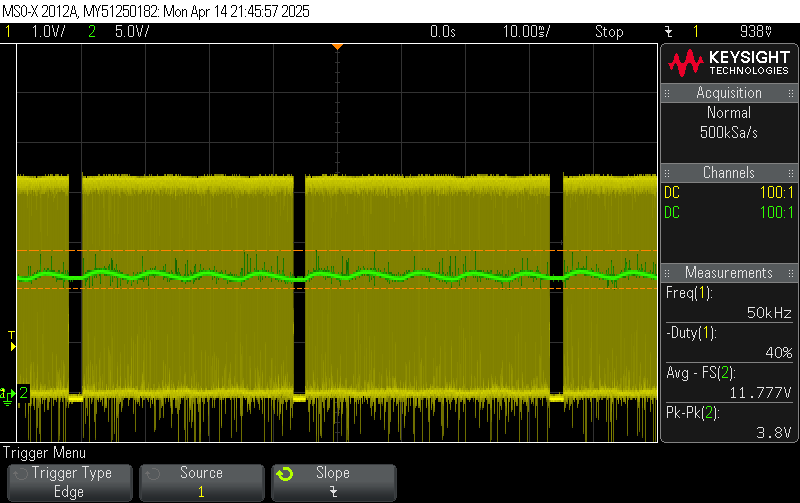 MSO-X 2012A, MY51250182: Mon Apr 14 21:45:57 2025
1 1.0V/ 2 5.0V/ 0.0s 10.00ms/ Stop 1 938mV
KEYSIGHT
TECHNOLOGIES
Acquisition
Normal
500kSa/s
Channels
DC 100:1
DC 100:1
Measurements
Freq(1):
50kHz
-Duty(1):
40%
Avg - FS(2):
11.777V
Pk-Pk(2):
3.8V
T
2
Trigger Menu
Trigger Type
Edge
Source
1
Slope